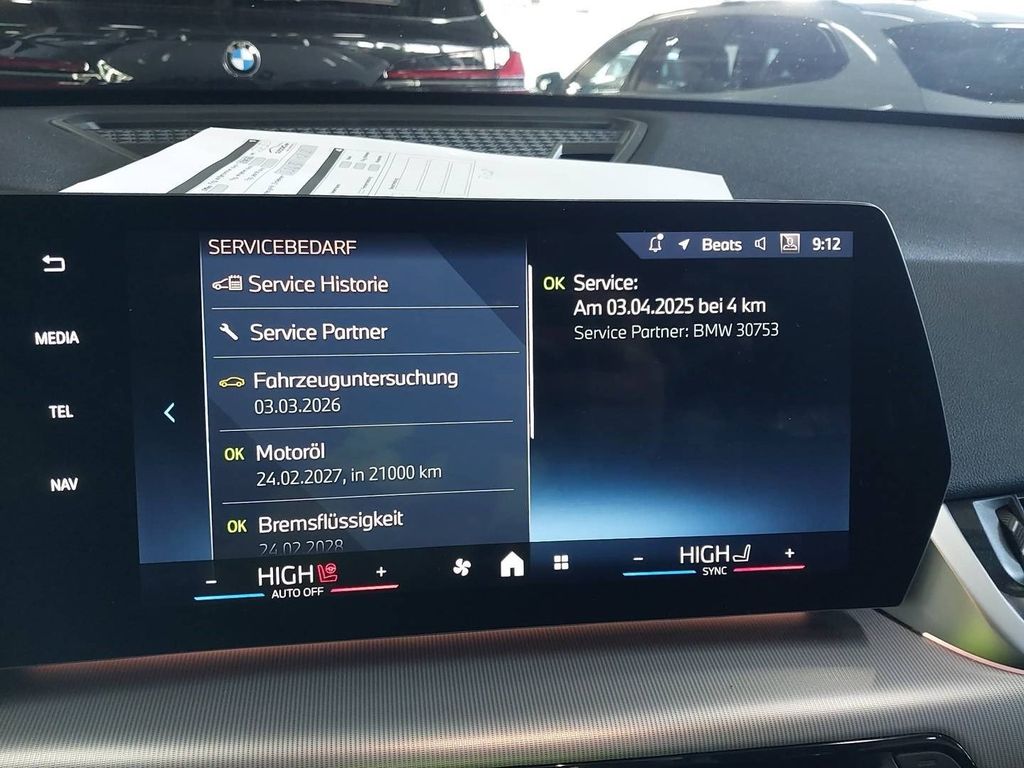 SERVICEBEDARF
Service Historie
Service Partner
Fahrzeuguntersuchung
03.03.2026
OK Motoröl
24.02.2027, in 21000 km
OK Bremsflüssigkeit
24.02.2028
Beats 9:12
OK Service:
Am 03.04.2025 bei 4 km
Service Partner: BMW 30753
MEDIA
TEL
NAV
- HIGH +
AUTO OFF
- HIGH +
SYNC